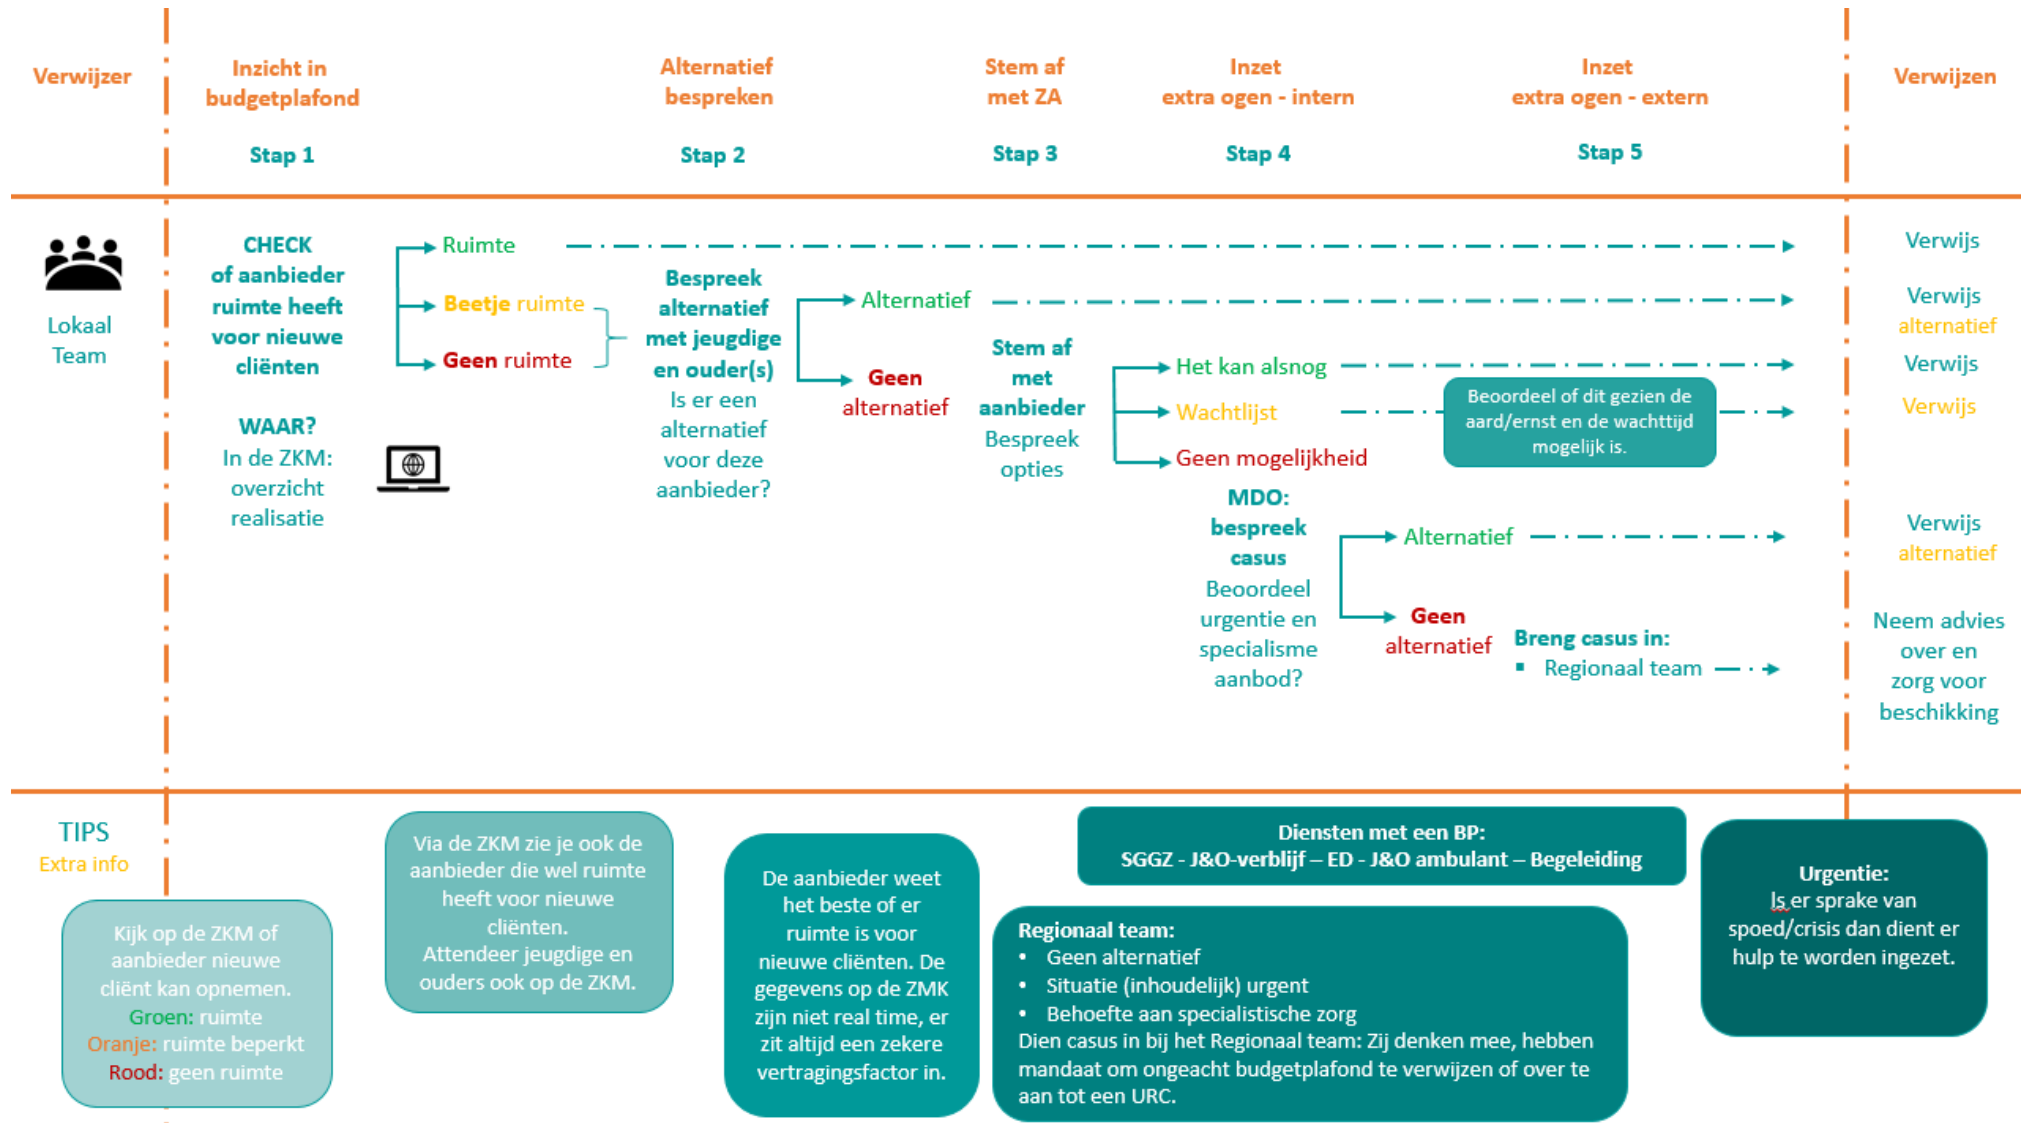 Verwijzer
Inzicht in
budgetplafond
Stap 1
Alternatief
bespreken
Stap 2
Stem af
met ZA
Stap 3
Inzet
extra ogen - intern
Stap 4
Inzet
extra ogen - extern
Stap 5
Verwijzen
Lokaal
Team
CHECK
of aanbieder
ruimte heeft
voor nieuwe
cliënten
WAAR?
In de ZKM:
overzicht
realisatie
Ruimte
Beetje ruimte
Geen ruimte
Bespreek
alternatief
met jeugdige
en ouder(s)
Is er een
alternatief
voor deze
aanbieder?
Alternatief
Geen
alternatief
Stem af
met
aanbieder
Bespreek
opties
Het kan alsnog
Wachtlijst
Geen mogelijkheid
Beoordeel of dit gezien de
aard/ernst en de wachttijd
mogelijk is.
MDO:
bespreek
casus
Beoordeel
urgentie en
specialisme
aanbod?
Alternatief
Geen
alternatief
Breng casus in:
▪ Regionaal team
Verwijs
Verwijs
alternatief
Verwijs
Verwijs
Verwijs
alternatief
Neem advies
over en
zorg voor
beschikking
TIPS
Extra info
Kijk op de ZKM of
aanbieder nieuwe
cliënt kan opnemen.
Groen: ruimte
Oranje: ruimte beperkt
Rood: geen ruimte
Via de ZKM zie je ook de
aanbieder die wel ruimte
heeft voor nieuwe
cliënten.
Attendeer jeugdige en
ouders ook op de ZKM.
De aanbieder weet
het beste of er
ruimte is voor
nieuwe cliënten. De
gegevens op de ZMK
zijn niet real time, er
zit altijd een zekere
vertragingsfactor in.
Diensten met een BP:
SGGZ - J&O-verblijf – ED - J&O ambulant – Begeleiding
Regionaal team:
• Geen alternatief
• Situatie (inhoudelijk) urgent
• Behoefte aan specialistische zorg
Dien casus in bij het Regionaal team: Zij denken mee, hebben
mandaat om ongeacht budgetplafond te verwijzen of over te
aan tot een URC.
Urgentie:
Is er sprake van
spoed/crisis dan dient er
hulp te worden ingezet.